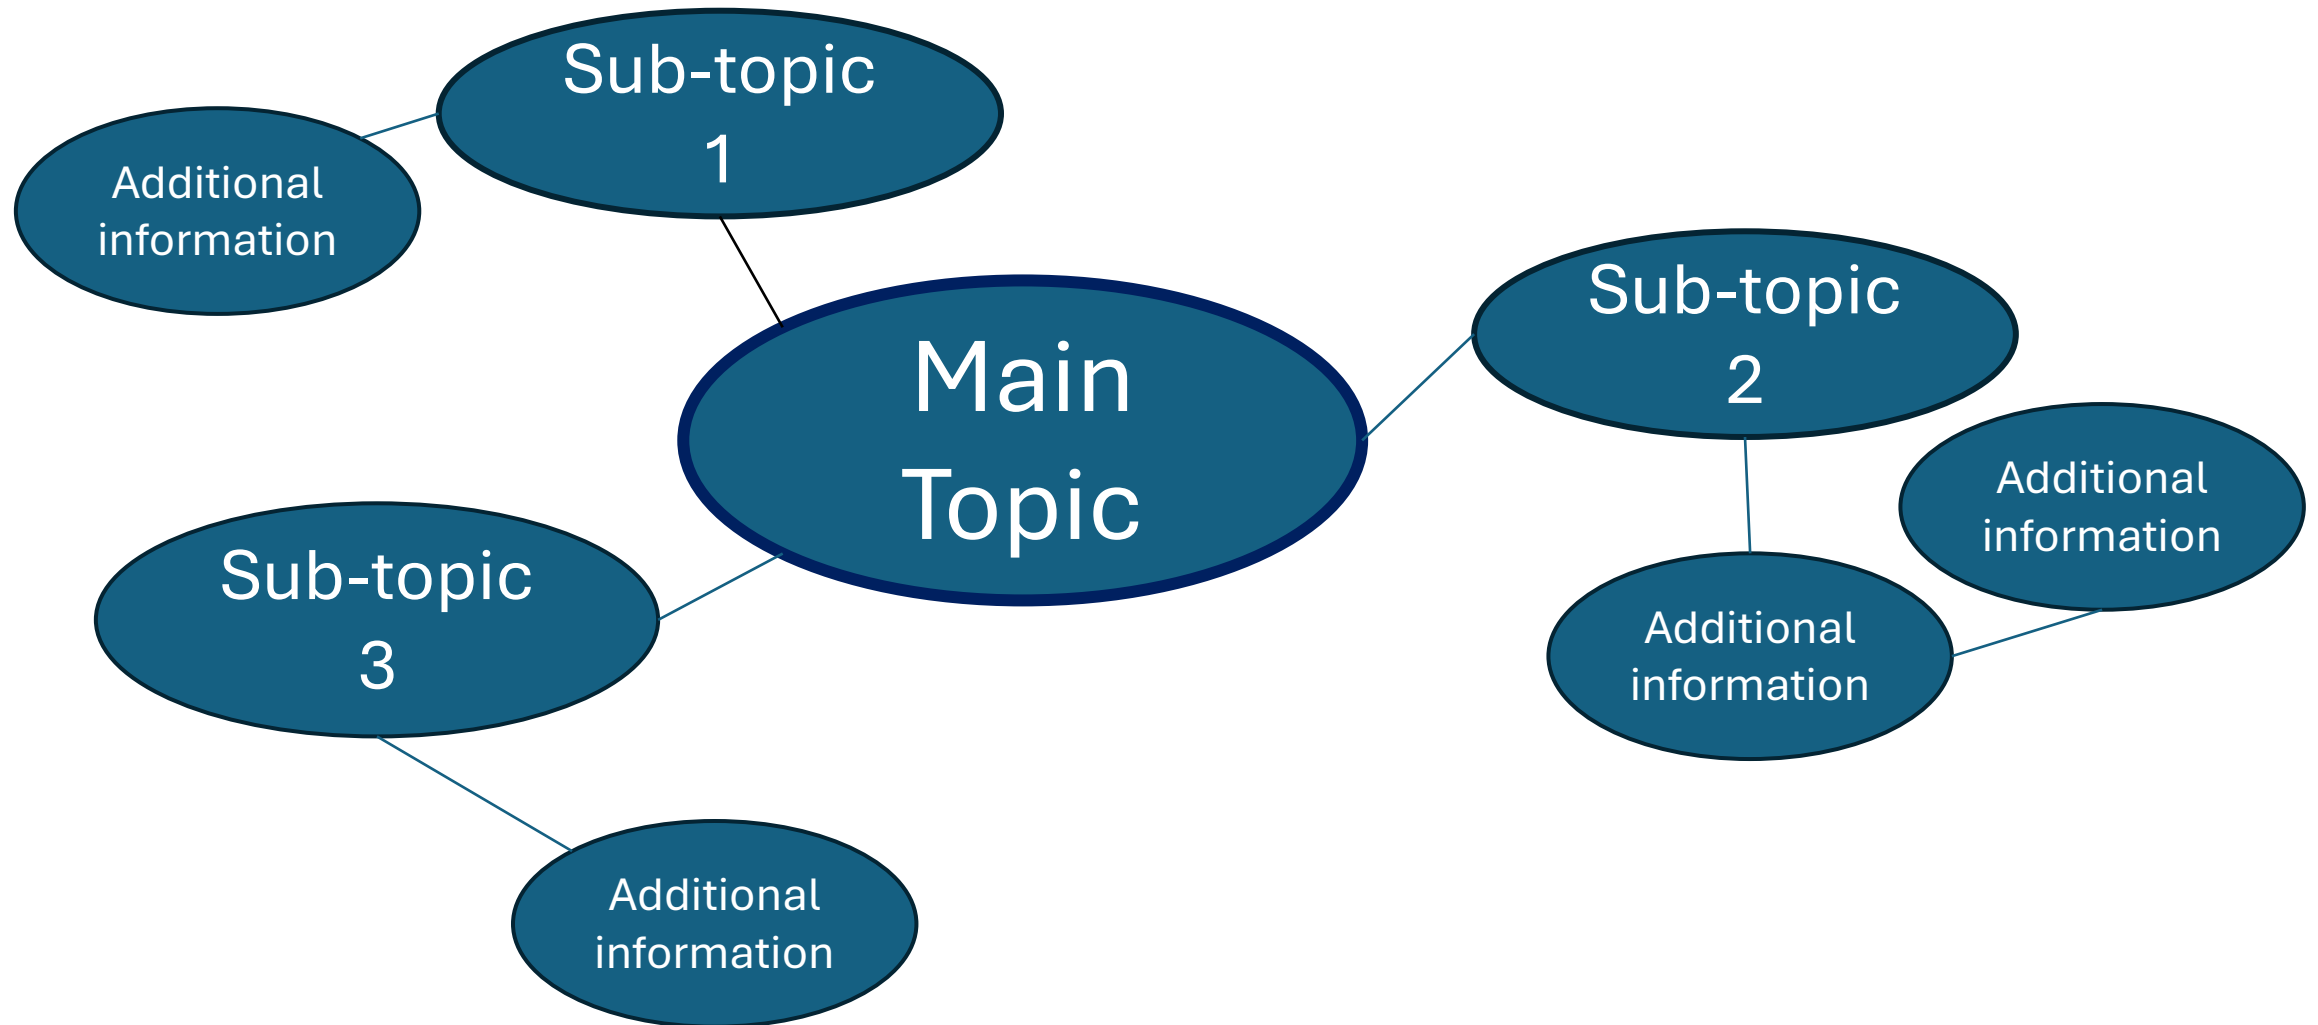 Sub-topic
1
Additional
information
Main
Topic
Sub-topic
2
Additional
information
Additional
information
Sub-topic
3
Additional
information